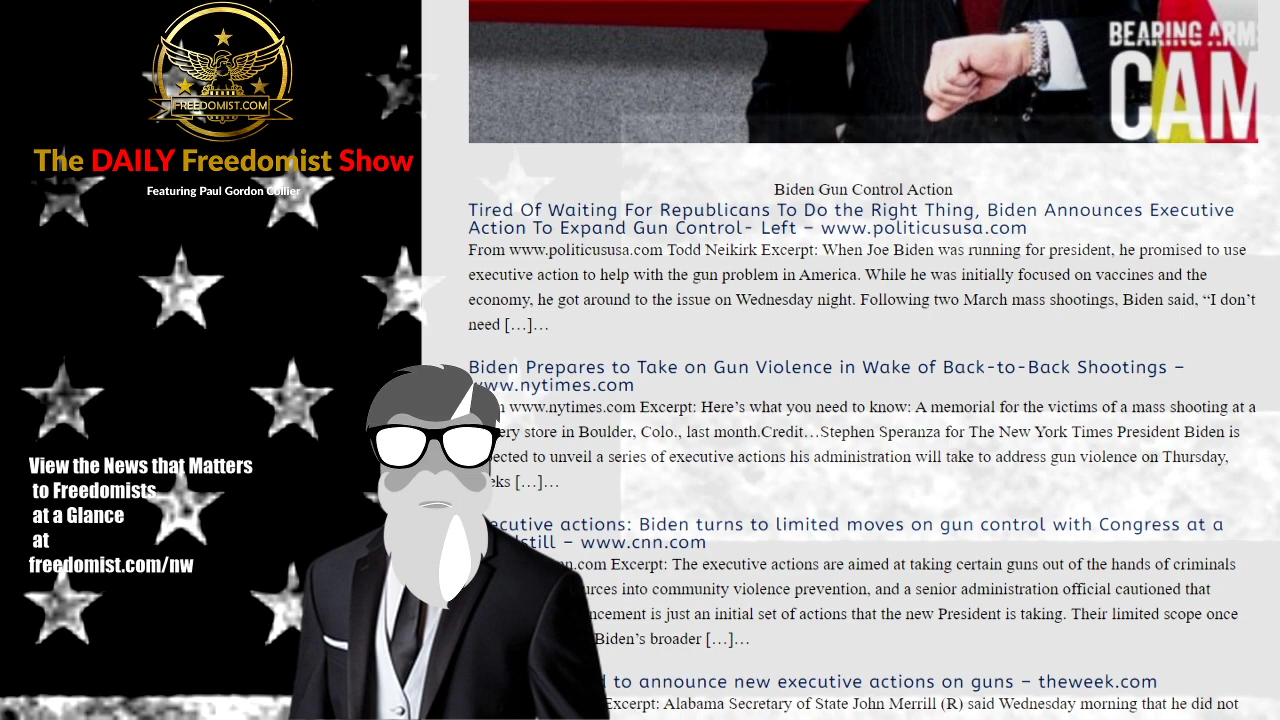 FREEDOMIST.COM
The DAILY Freedomist Show
Featuring Paul Gordon Collier
View the News that Matters
to Freedomists
at a Glance
at
freedomist.com/nw
BEARING ARM
CAM
Biden Gun Control Action
Tired Of Waiting For Republicans To Do the Right Thing, Biden Announces Executive
Action To Expand Gun Control- Left – www.politicususa.com
From www.politicususa.com Todd Neikirk Excerpt: When Joe Biden was running for president, he promised to use
executive action to help with the gun problem in America. While he was initially focused on vaccines and the
economy, he got around to the issue on Wednesday night. Following two March mass shootings, Biden said, “I don’t
need […]…
Biden Prepares to Take on Gun Violence in Wake of Back-to-Back Shootings –
www.nytimes.com
www.nytimes.com Excerpt: Here’s what you need to know: A memorial for the victims of a mass shooting at a
ery store in Boulder, Colo., last month.Credit…Stephen Speranza for The New York Times President Biden is
ected to unveil a series of executive actions his administration will take to address gun violence on Thursday,
eks […]…
ecutive actions: Biden turns to limited moves on gun control with Congress at a
still – www.cnn.com
n.com Excerpt: The executive actions are aimed at taking certain guns out of the hands of criminals
urces into community violence prevention, and a senior administration official cautioned that
ncement is just an initial set of actions that the new President is taking. Their limited scope once
Biden’s broader […]…
to announce new executive actions on guns – theweek.com
Excerpt: Alabama Secretary of State John Merrill (R) said Wednesday morning that he did not